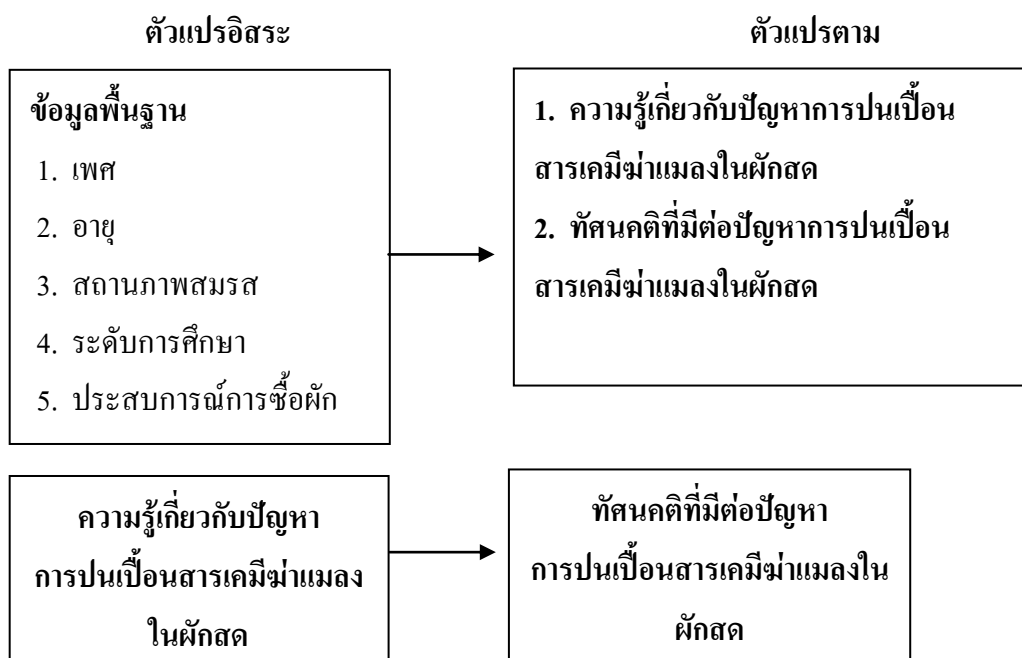 ตัวแปรอิสระ
ตัวแปรตาม
ข้อมูลพื้นฐาน
1. เพศ
2. อายุ
3. สถานภาพสมรส
4. ระดับการศึกษา
5. ประสบการณ์การซื้อผัก
1. ความรู้เกี่ยวกับปัญหาการปนเปื้อน
สารเคมีฆ่าแมลงในผักสด
2. ทัศนคติที่มีต่อปัญหาการปนเปื้อน
สารเคมีฆ่าแมลงในผักสด
ความรู้เกี่ยวกับปัญหา
การปนเปื้อนสารเคมีฆ่าแมลง
ในผักสด
ทัศนคติที่มีต่อปัญหา
การปนเปื้อนสารเคมีฆ่าแมลงใน
ผักสด